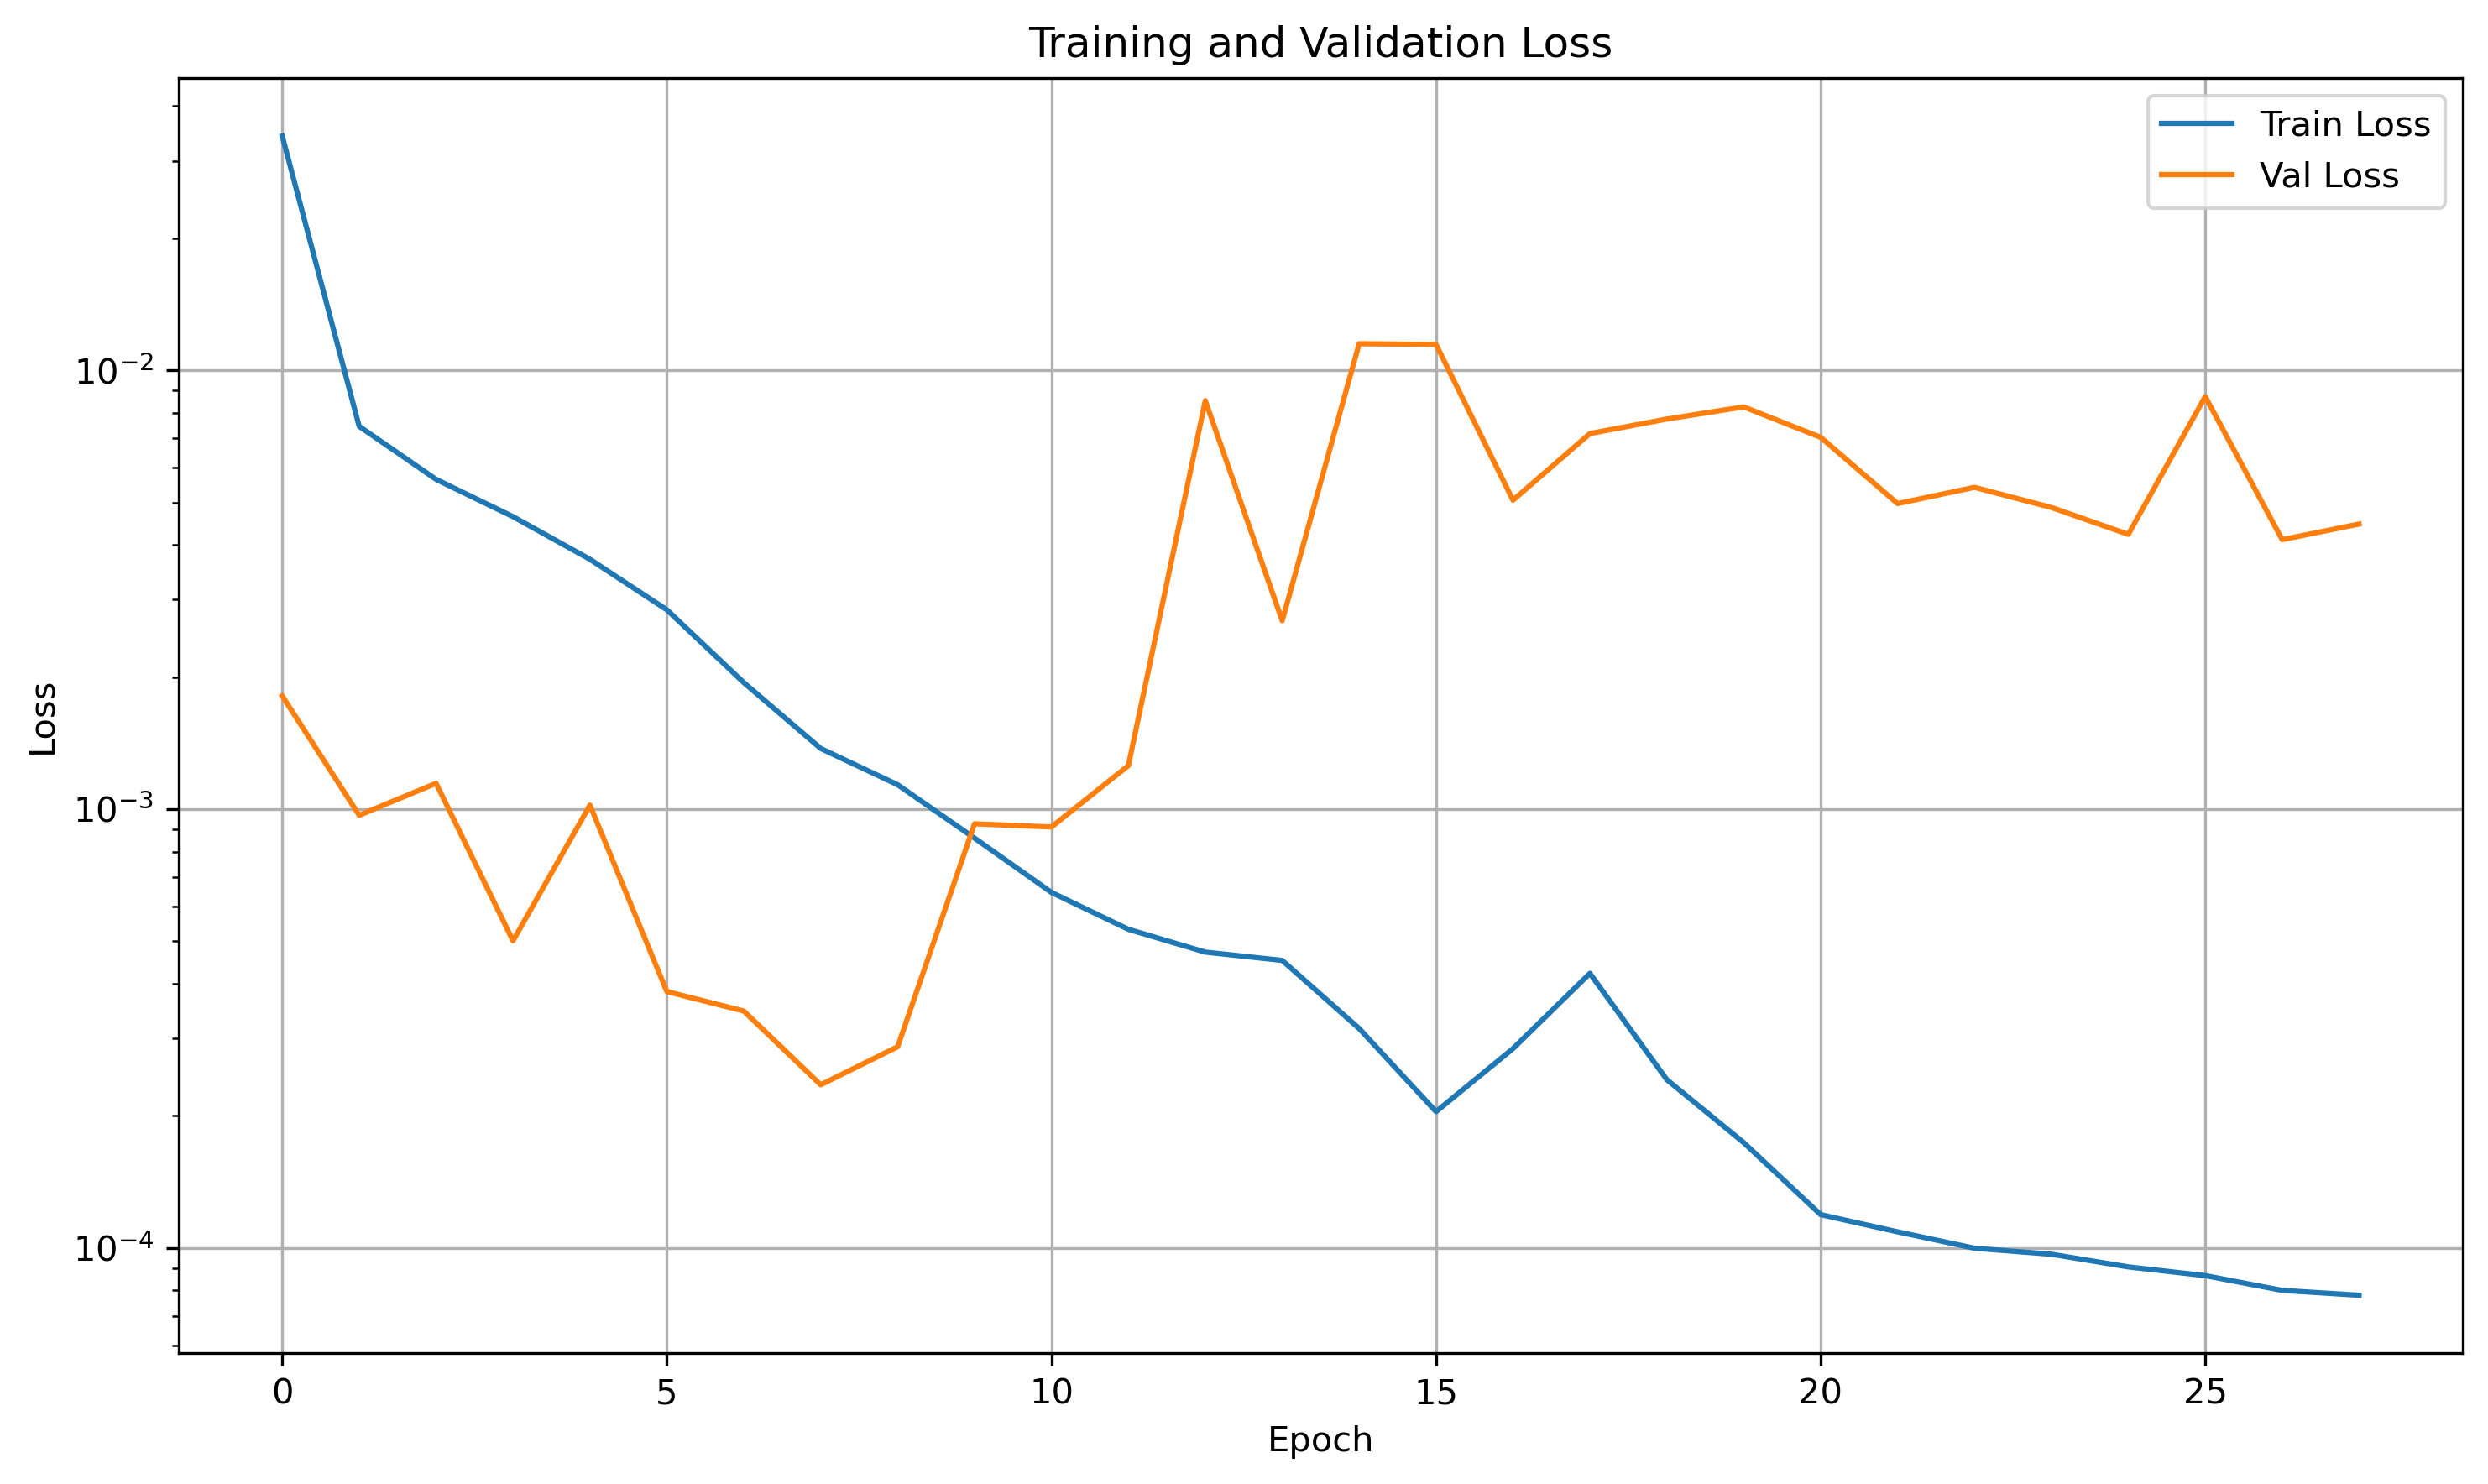 Training and Validation Loss
Train Loss
Val Loss
10⁻²
10⁻³
10⁻⁴
Loss
0 5 10 15 20 25
Epoch